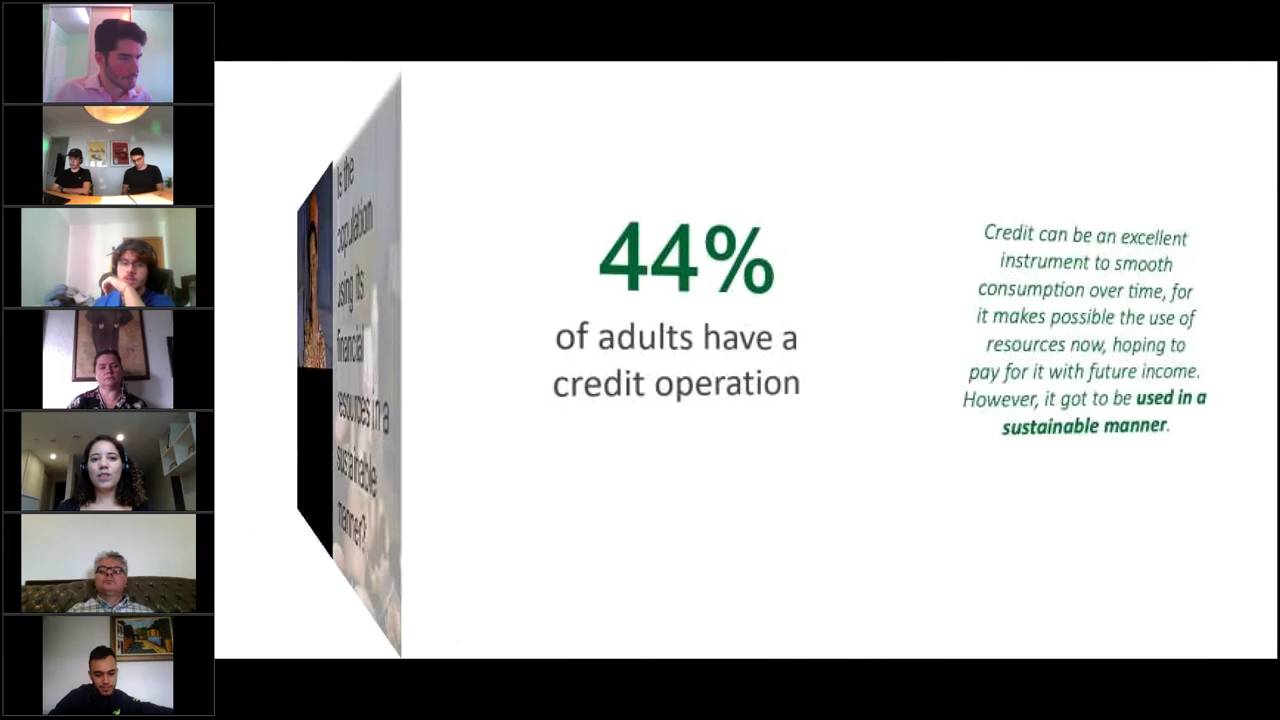 Is the
population
using its
financial
resources in a
sustainable
manner?
44%
of adults have a
credit operation
Credit can be an excellent
instrument to smooth
consumption over time, for
it makes possible the use of
resources now, hoping to
pay for it with future income.
However, it got to be used in a
sustainable manner.